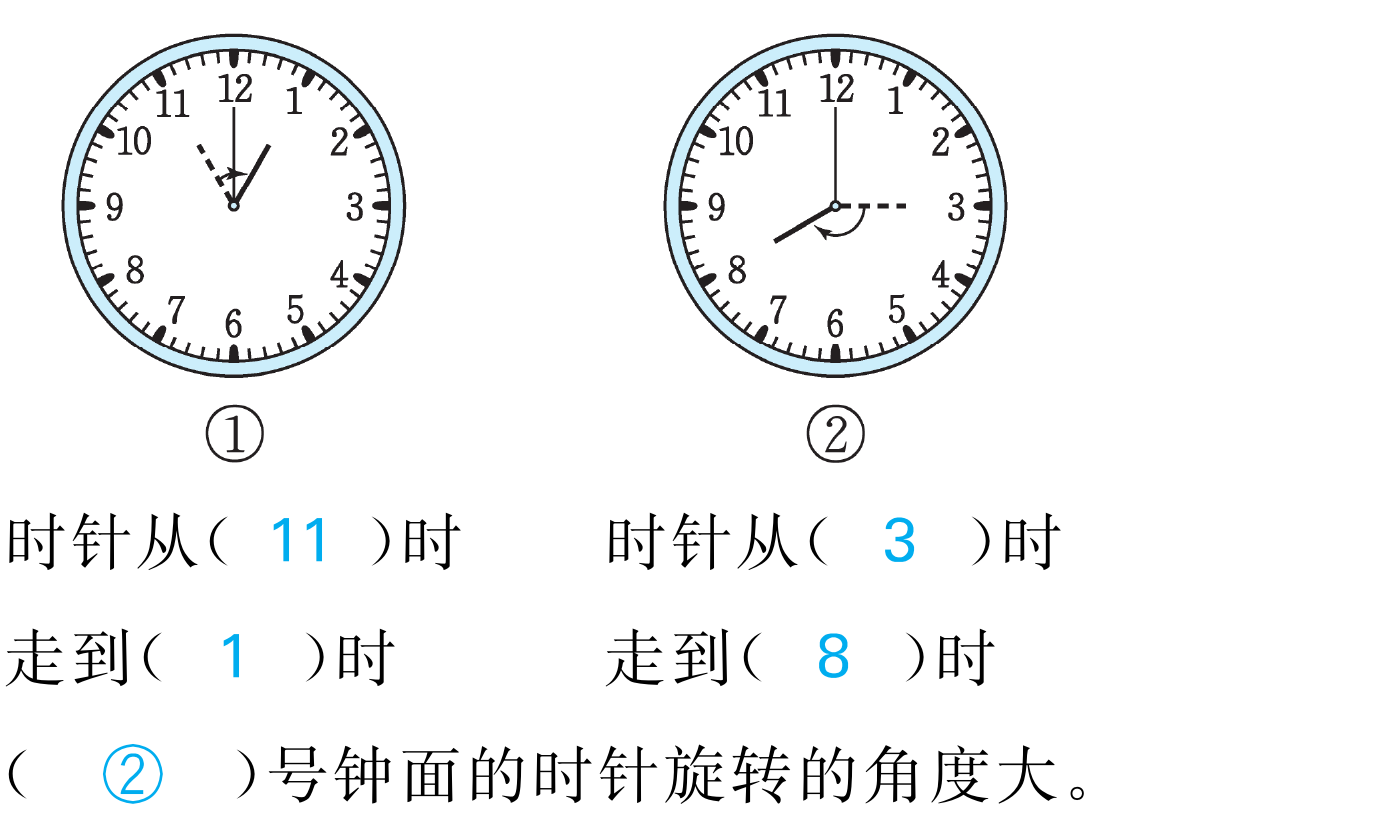 12 1 2 3 4 5 6 7 8 9 10 11
12 1 2 3 4 5 6 7 8 9 10 11
① ②
时针从( 11 )时 时针从( 3 )时
走到( 1 )时 走到( 8 )时
( ② )号钟面的时针旋转的角度大。